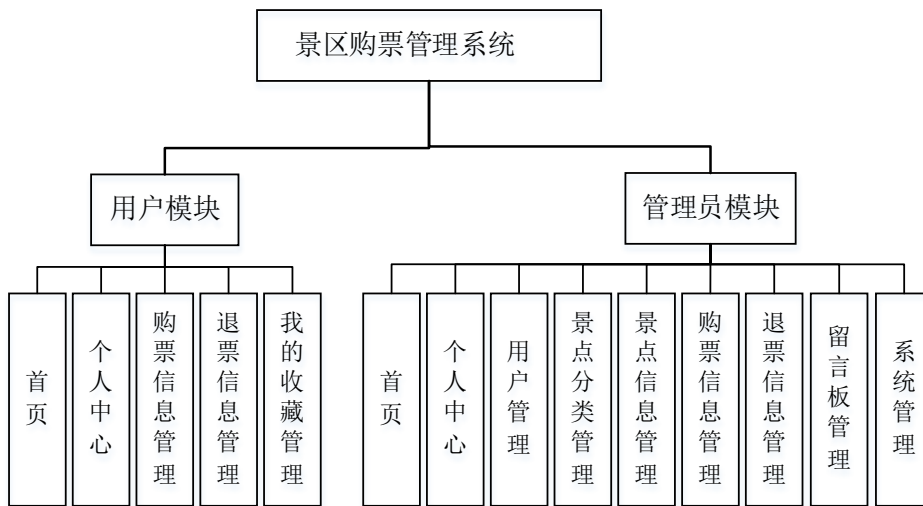 景区购票管理系统
用户模块
管理员模块
首页
个人中心
购票信息管理
退票信息管理
我的收藏管理
首页
个人中心
用户管理
景点分类管理
景点信息管理
购票信息管理
退票信息管理
留言板管理
系统管理